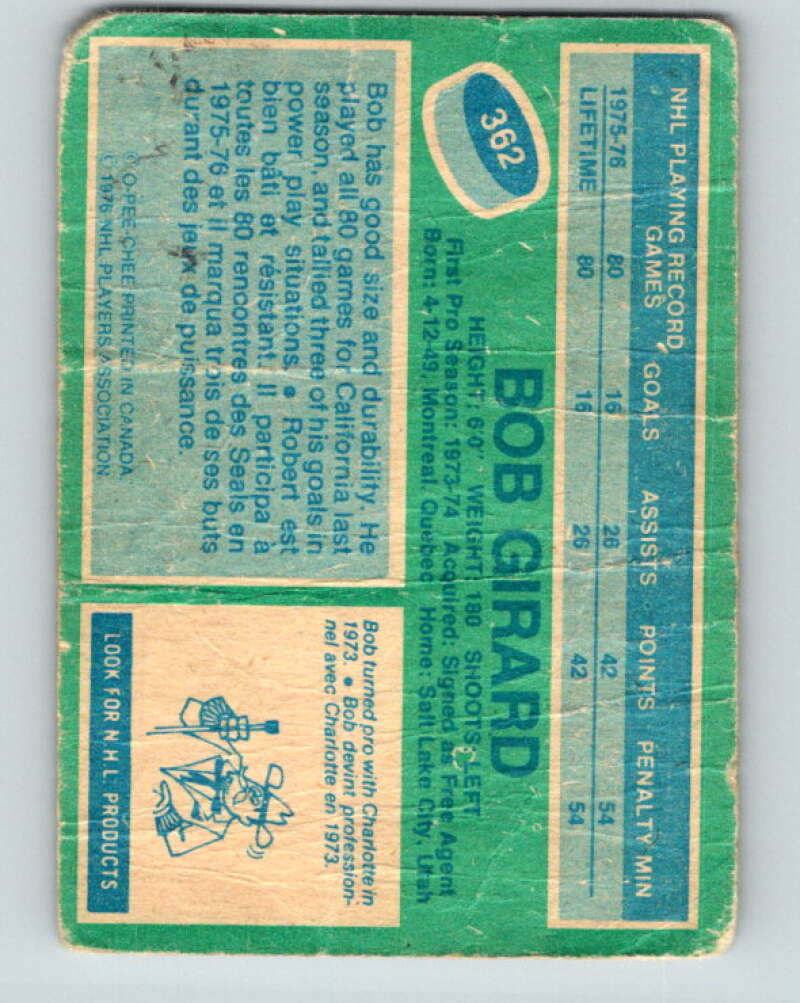 NHL PLAYING RECORD
GAMES GOALS ASSISTS POINTS PENALTY MIN
1975-76 80 16 26 42 54
LIFETIME 80 16 26 42 54
362
BOB GIRARD
HEIGHT: 6'0" WEIGHT: 180 SHOOTS: LEFT
First Pro Season: 1973-74 Acquired: Signed as Free Agent
Born: 4-12-49, Montreal, Quebec Home: Salt Lake City, Utah
Bob has good size and durability. He
played all 80 games for California last
season, and tallied three of his goals in
power play situations. • Robert est
bien bâti et résistant. Il participa à
toutes les 80 rencontres des Seals en
1975-76 et il marqua trois de ses buts
durant des jeux de puissance.
© O-PEE-CHEE PRINTED IN CANADA
© 1976 NHL PLAYERS ASSOCIATION
Bob turned pro with Charlotte in
1973. • Bob devint profession-
nel avec Charlotte en 1973.
LOOK FOR N.H.L. PRODUCTS